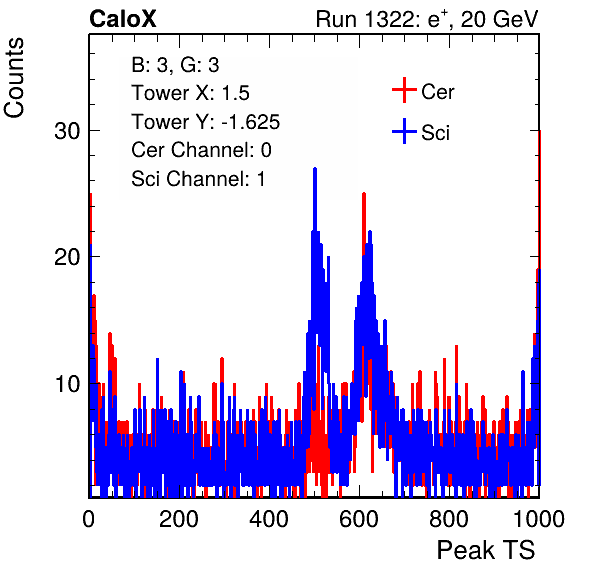 CaloX
Run 1322: e+, 20 GeV
Counts
B: 3, G: 3
Tower X: 1.5
Tower Y: -1.625
Cer Channel: 0
Sci Channel: 1
Cer
Sci
30
20
10
0 200 400 600 800 1000
Peak TS